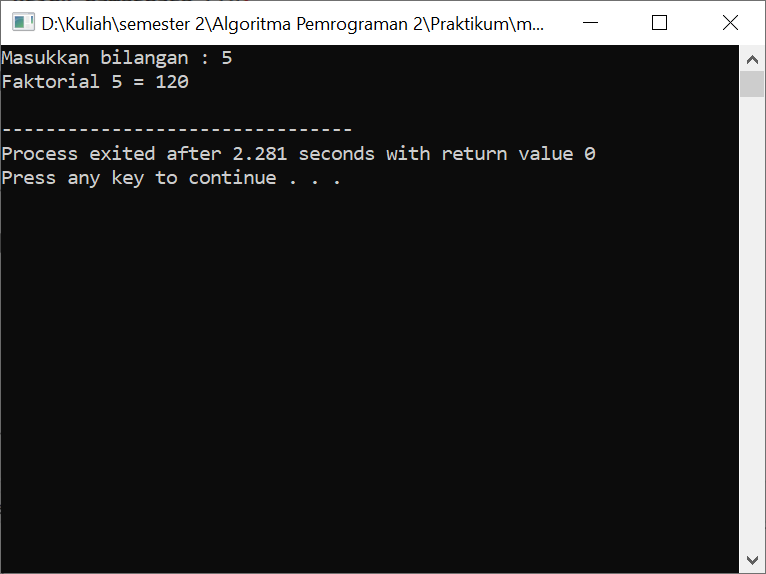 D:\Kuliah\semester 2\Algoritma Pemrograman 2\Praktikum\m...
Masukkan bilangan : 5
Faktorial 5 = 120
--------------------------------
Process exited after 2.281 seconds with return value 0
Press any key to continue . . .